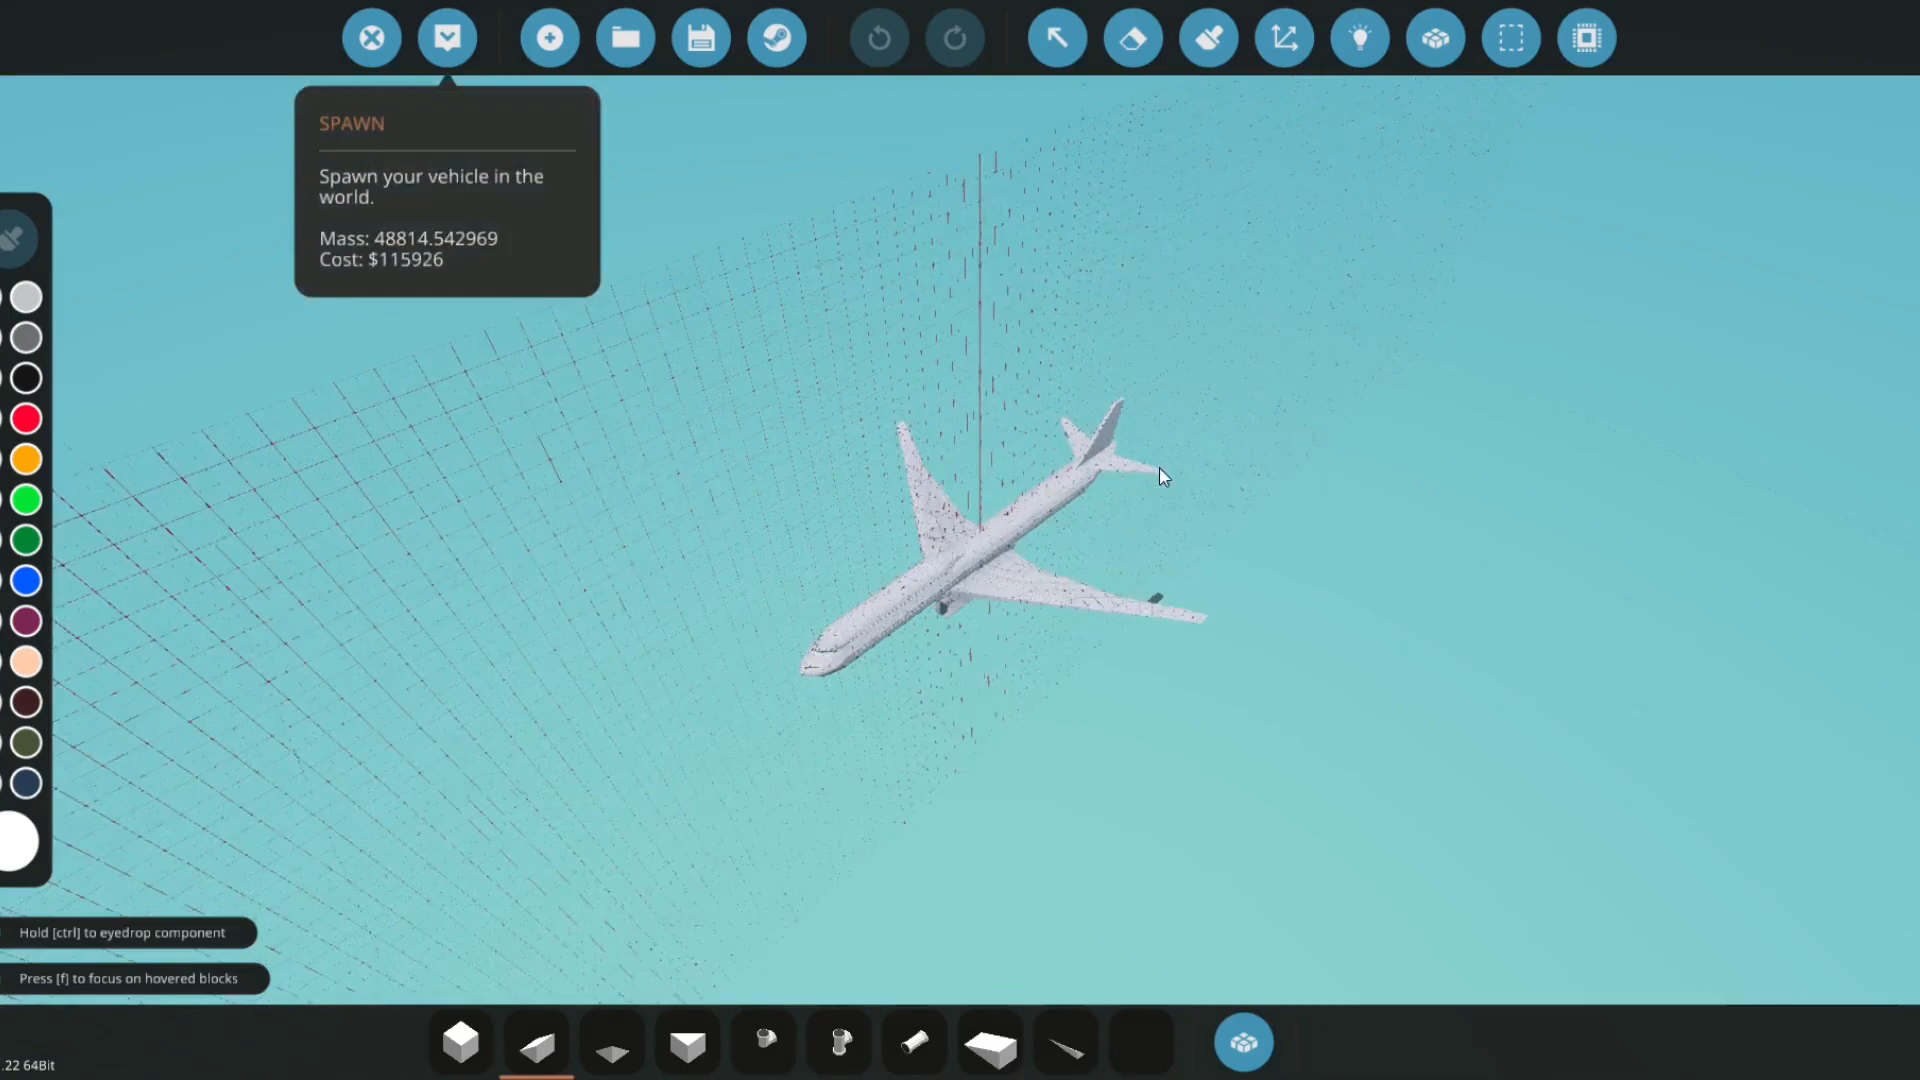 SPAWN
Spawn your vehicle in the
world.
Mass: 48814.542969
Cost: $115926
Hold [ctrl] to eyedrop component
Press [f] to focus on hovered blocks
.22 64Bit